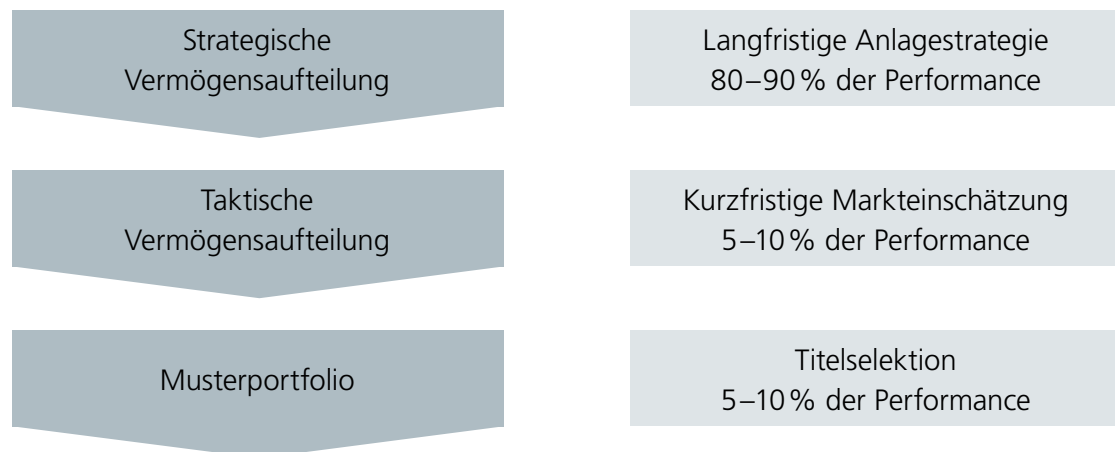 Strategische
Vermögensaufteilung
Langfristige Anlagestrategie
80–90 % der Performance
Taktische
Vermögensaufteilung
Kurzfristige Markteinschätzung
5–10 % der Performance
Musterportfolio
Titelselektion
5–10 % der Performance